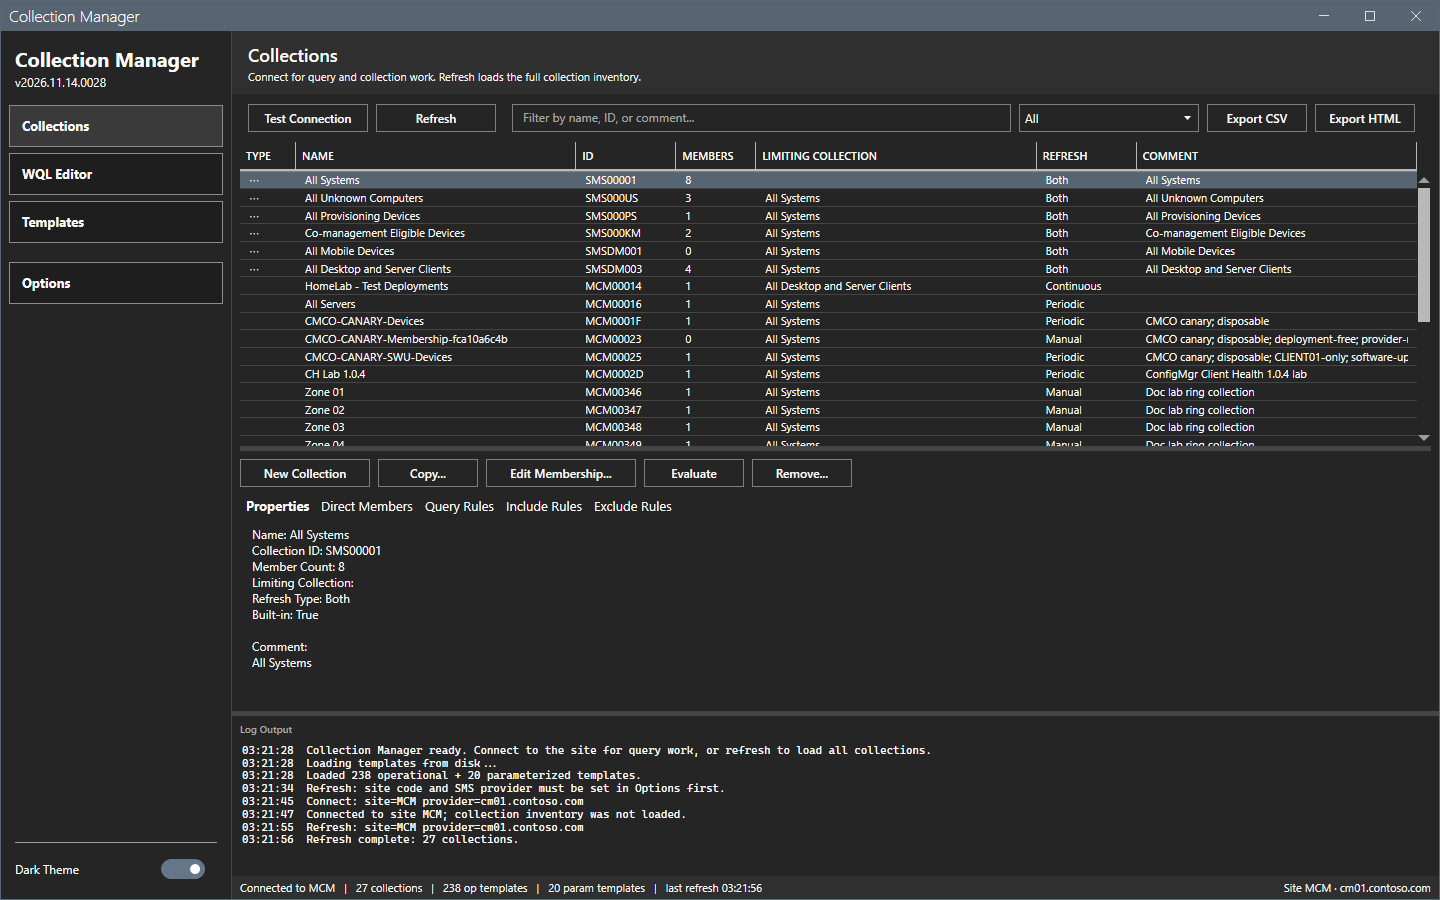 Collection Manager
Collection Manager
v2026.11.14.0028
Collections
WQL Editor
Templates
Options
Dark Theme
Collections
Connect for query and collection work. Refresh loads the full collection inventory.
Test Connection Refresh Filter by name, ID, or comment... All Export CSV Export HTML
TYPE NAME ID MEMBERS LIMITING COLLECTION REFRESH COMMENT
... All Systems SMS00001 8 Both All Systems
... All Unknown Computers SMS000US 3 All Systems Both All Unknown Computers
... All Provisioning Devices SMS000PS 1 All Systems Both All Provisioning Devices
... Co-management Eligible Devices SMS000KM 2 All Systems Both Co-management Eligible Devices
... All Mobile Devices SMSDM001 0 All Systems Both All Mobile Devices
... All Desktop and Server Clients SMSDM003 4 All Systems Both All Desktop and Server Clients
HomeLab - Test Deployments MCM00014 1 All Desktop and Server Clients Continuous
All Servers MCM00016 1 All Systems Periodic
CMCO-CANARY-Devices MCM0001F 1 All Systems Periodic CMCO canary; disposable
CMCO-CANARY-Membership-fca10a6c4b MCM00023 0 All Systems Manual CMCO canary; disposable; deployment-free; provider-
CMCO-CANARY-SWU-Devices MCM00025 1 All Systems Periodic CMCO canary; disposable; CLIENT01-only; software-up
CH Lab 1.0.4 MCM0002D 1 All Systems Periodic ConfigMgr Client Health 1.0.4 lab
Zone 01 MCM00346 1 All Systems Manual Doc lab ring collection
Zone 02 MCM00347 1 All Systems Manual Doc lab ring collection
Zone 03 MCM00348 1 All Systems Manual Doc lab ring collection
Zone 04 MCM00349 1 All Systems Manual Doc lab ring collection
New Collection Copy... Edit Membership... Evaluate Remove...
Properties Direct Members Query Rules Include Rules Exclude Rules
Name: All Systems
Collection ID: SMS00001
Member Count: 8
Limiting Collection:
Refresh Type: Both
Built-in: True
Comment:
All Systems
Log Output
03:21:28 Collection Manager ready. Connect to the site for query work, or refresh to load all collections.
03:21:28 Loading templates from disk...
03:21:28 Loaded 238 operational + 20 parameterized templates.
03:21:34 Refresh: site code and SMS provider must be set in Options first.
03:21:45 Connect: site=MCM provider=cm01.contoso.com
03:21:47 Connected to site MCM; collection inventory was not loaded.
03:21:55 Refresh: site=MCM provider=cm01.contoso.com
03:21:56 Refresh complete: 27 collections.
Connected to MCM | 27 collections | 238 op templates | 20 param templates | last refresh 03:21:56 Site MCM · cm01.contoso.com